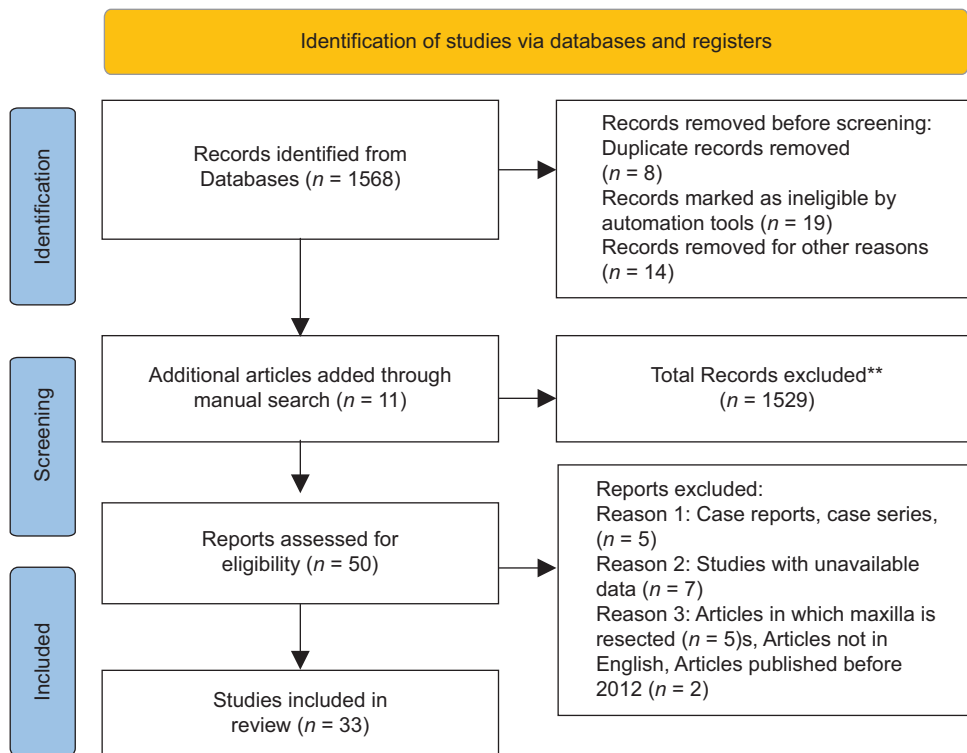 Identification of studies via databases and registers
Identification
Records identified from
Databases (n = 1568)
Records removed before screening:
Duplicate records removed
(n = 8)
Records marked as ineligible by
automation tools (n = 19)
Records removed for other reasons
(n = 14)
Screening
Additional articles added through
manual search (n = 11)
Total Records excluded**
(n = 1529)
Reports assessed for
eligibility (n = 50)
Reports excluded:
Reason 1: Case reports, case series,
(n = 5)
Reason 2: Studies with unavailable
data (n = 7)
Reason 3: Articles in which maxilla is
resected (n = 5)s, Articles not in
English, Articles published before
2012 (n = 2)
Included
Studies included in
review (n = 33)